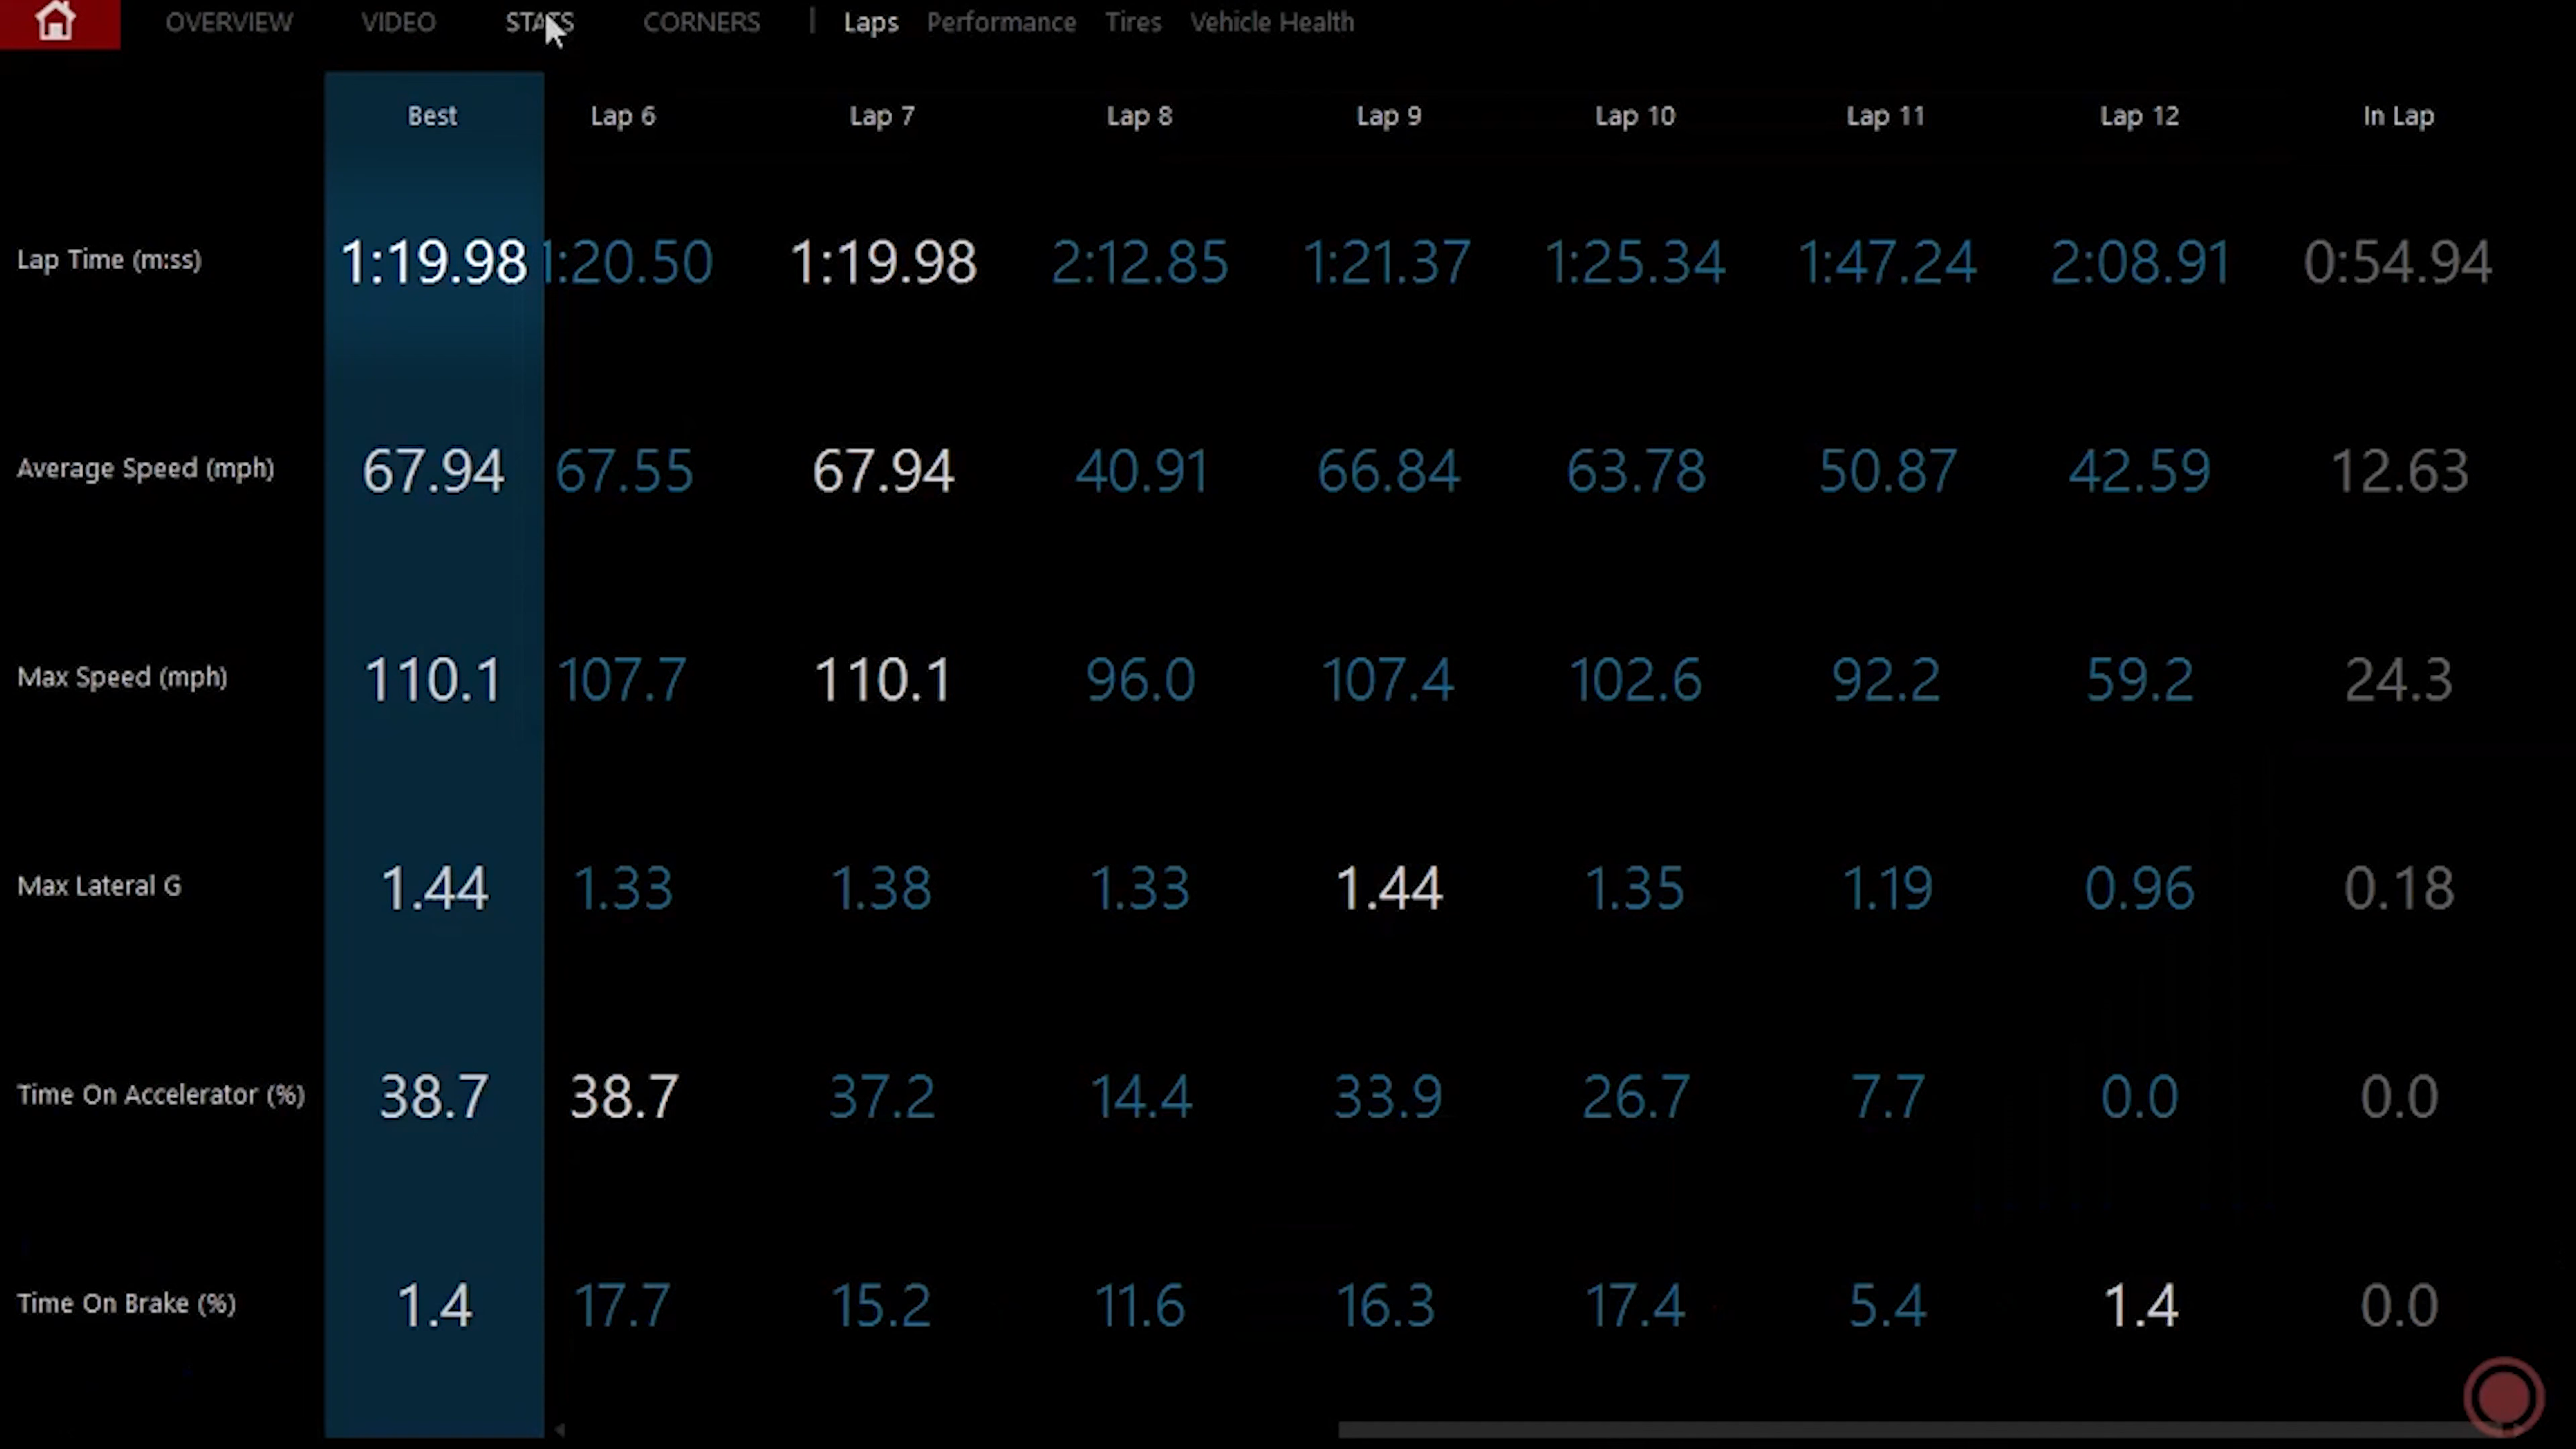 OVERVIEW VIDEO STATS CORNERS | Laps Performance Tires Vehicle Health
Best Lap 6 Lap 7 Lap 8 Lap 9 Lap 10 Lap 11 Lap 12 In Lap
Lap Time (m:ss) 1:19.98 1:20.50 1:19.98 2:12.85 1:21.37 1:25.34 1:47.24 2:08.91 0:54.94
Average Speed (mph) 67.94 67.55 67.94 40.91 66.84 63.78 50.87 42.59 12.63
Max Speed (mph) 110.1 107.7 110.1 96.0 107.4 102.6 92.2 59.2 24.3
Max Lateral G 1.44 1.33 1.38 1.33 1.44 1.35 1.19 0.96 0.18
Time On Accelerator (%) 38.7 38.7 37.2 14.4 33.9 26.7 7.7 0.0 0.0
Time On Brake (%) 1.4 17.7 15.2 11.6 16.3 17.4 5.4 1.4 0.0